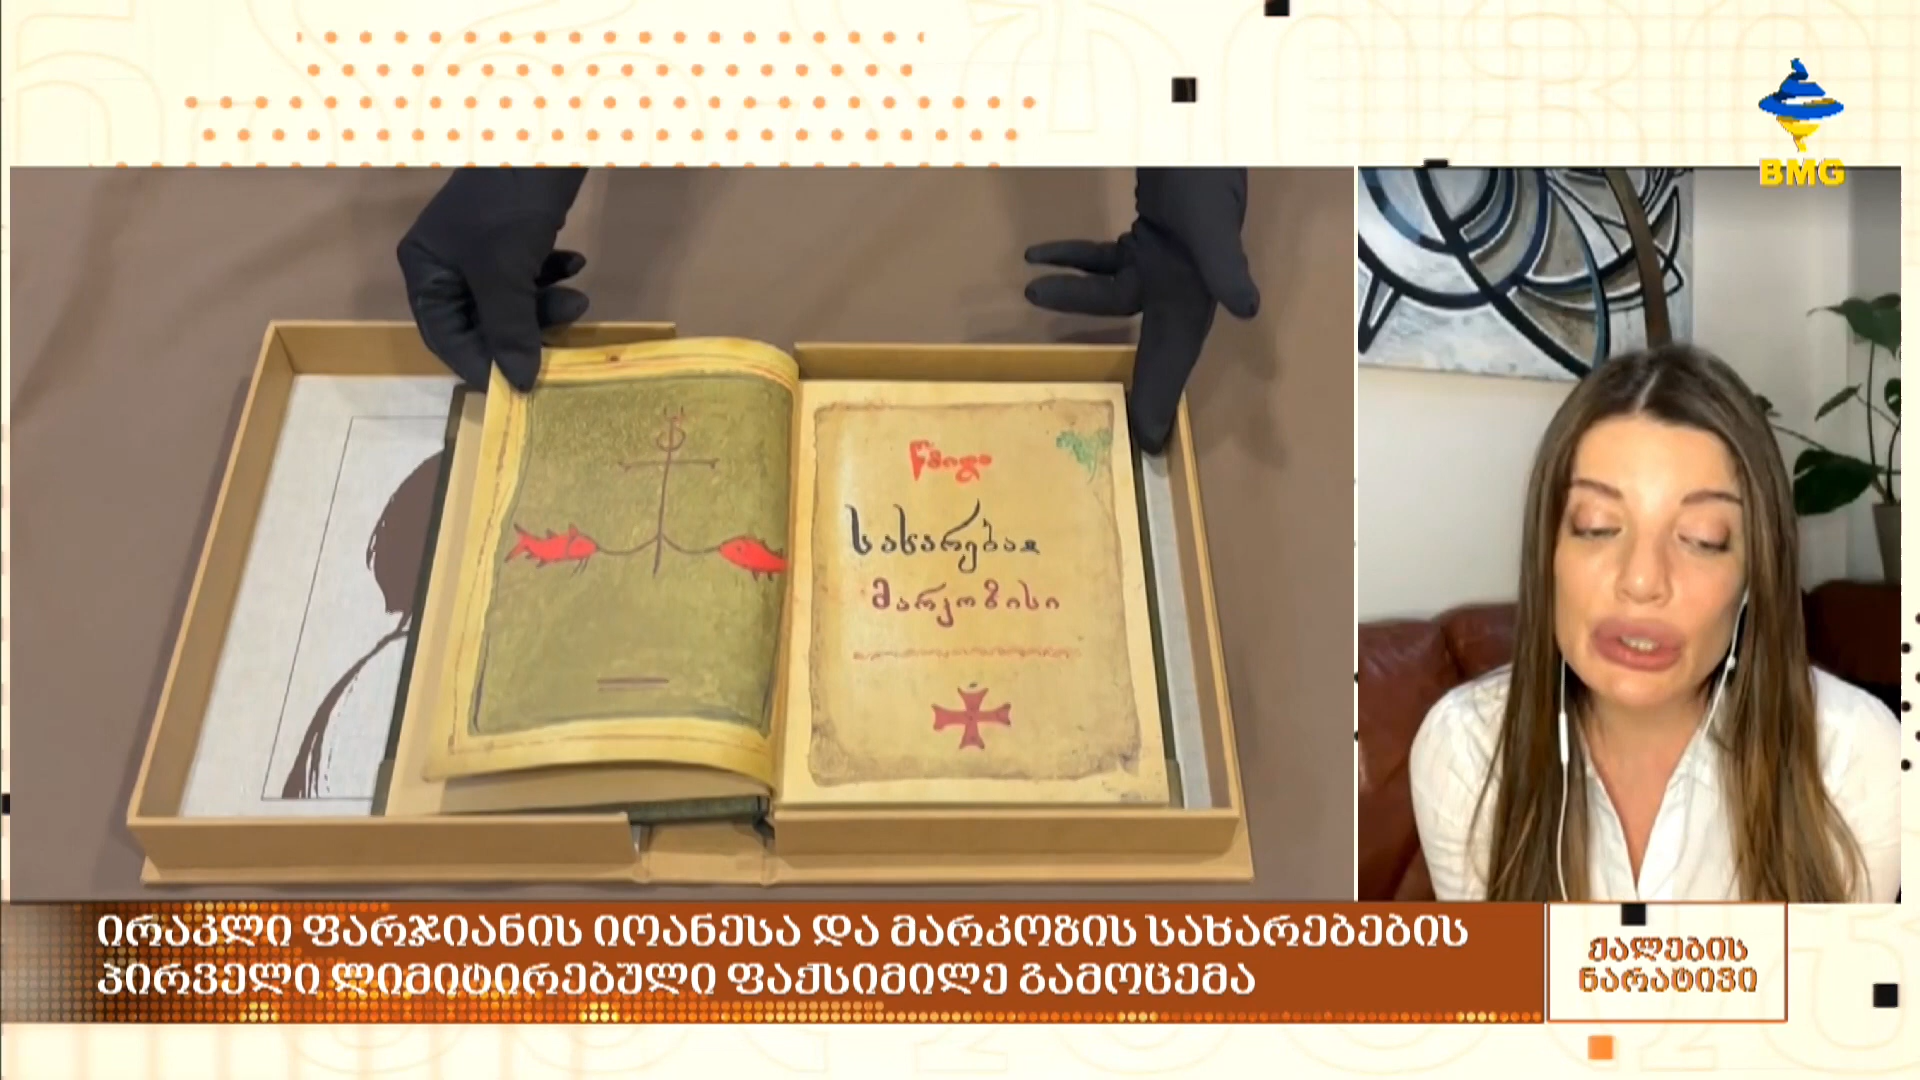 BMG
წმიდა
სახარებაჲ
მარკოზისი
ირაკლი ფარჯიანის იოანესა და მარკოზის სახარებების
პირველი ლიმიტირებული ფაქსიმილე გამოცემა
ქალების
ნარატივი